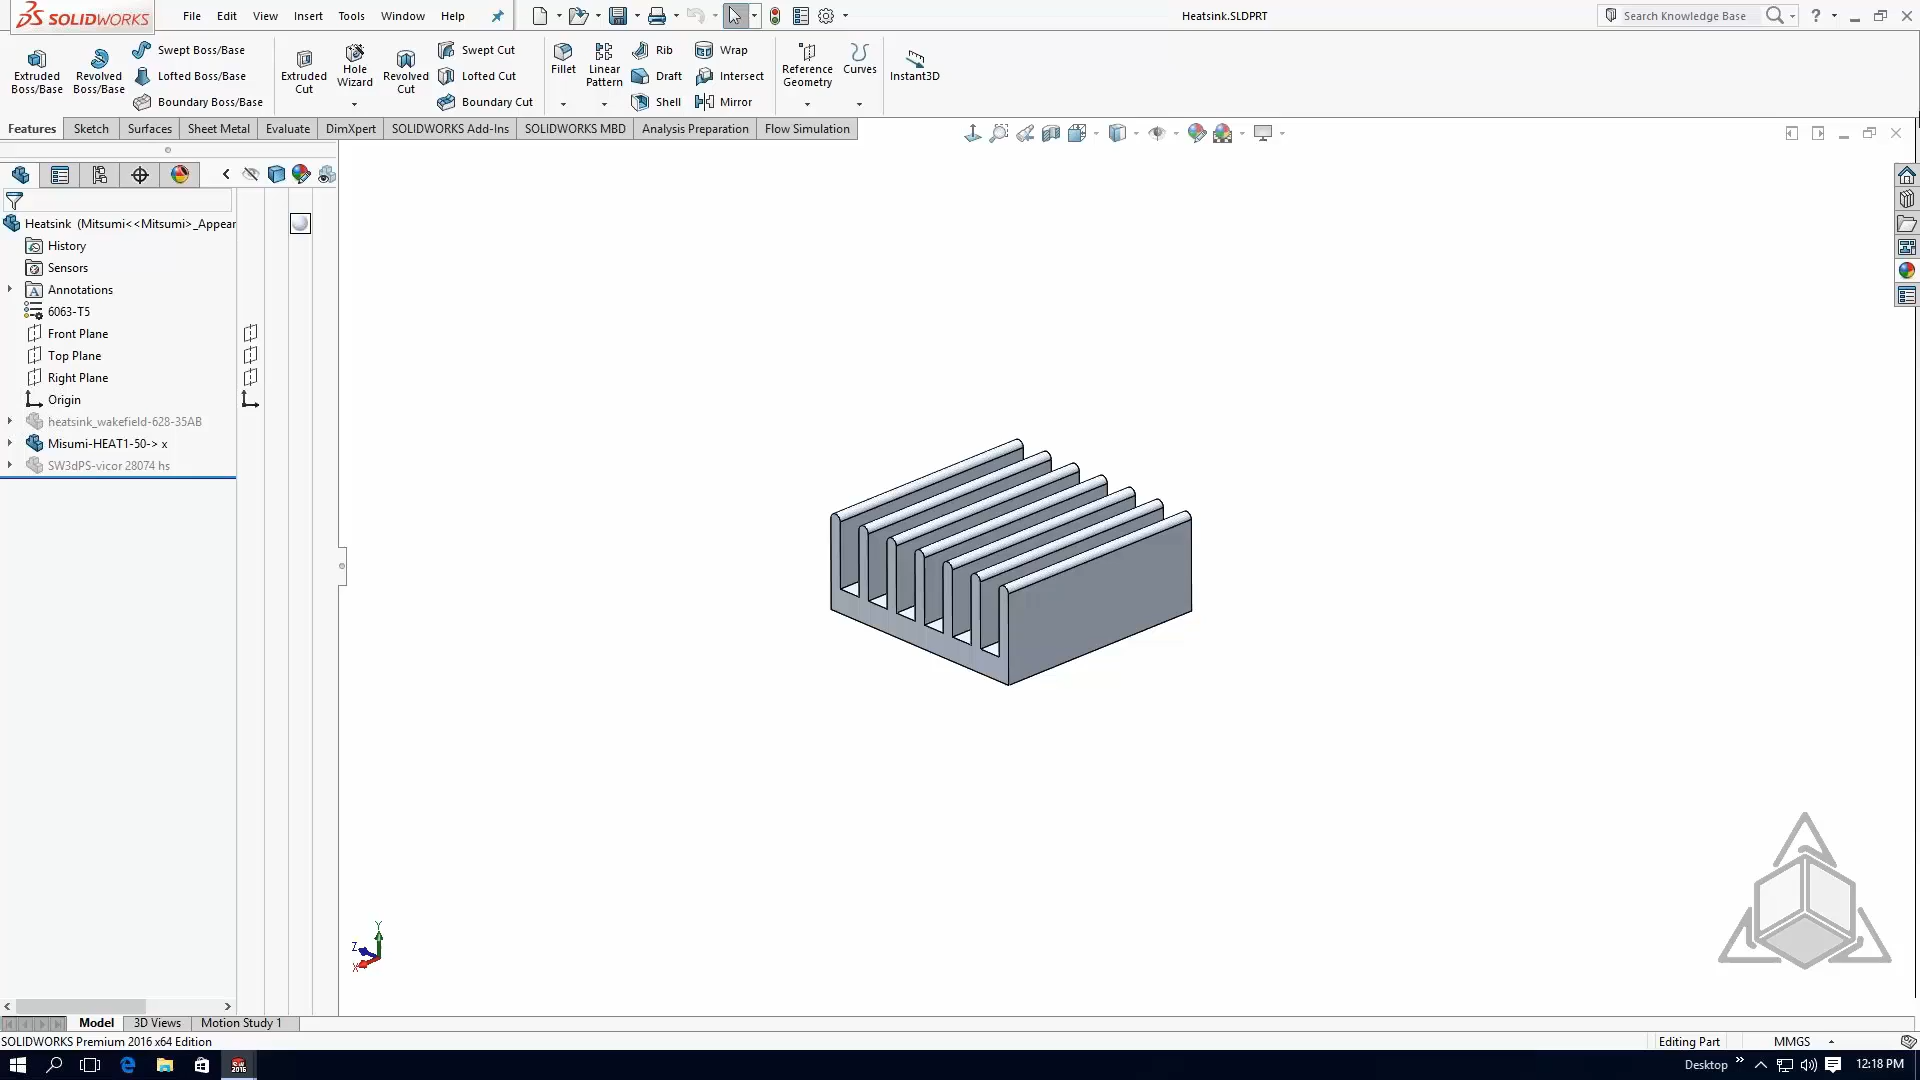 SOLIDWORKS File Edit View Insert Tools Window Help Heatsink.SLDPRT Search Knowledge Base
Extruded Boss/Base
Revolved Boss/Base
Swept Boss/Base
Lofted Boss/Base
Boundary Boss/Base
Extruded Cut
Hole Wizard
Revolved Cut
Swept Cut
Lofted Cut
Boundary Cut
Fillet
Linear Pattern
Rib
Draft
Shell
Wrap
Intersect
Mirror
Reference Geometry
Curves
Instant3D
Features Sketch Surfaces Sheet Metal Evaluate DimXpert SOLIDWORKS Add-Ins SOLIDWORKS MBD Analysis Preparation Flow Simulation
Heatsink (Mitsumi<<Mitsumi>_Appear
History
Sensors
Annotations
6063-T5
Front Plane
Top Plane
Right Plane
Origin
heatsink_wakefield-628-35AB
Misumi-HEAT1-50-> x
SW3dPS-vicor 28074 hs
Y
Z
X
Model 3D Views Motion Study 1
SOLIDWORKS Premium 2016 x64 Edition Editing Part MMGS
Desktop 12:18 PM